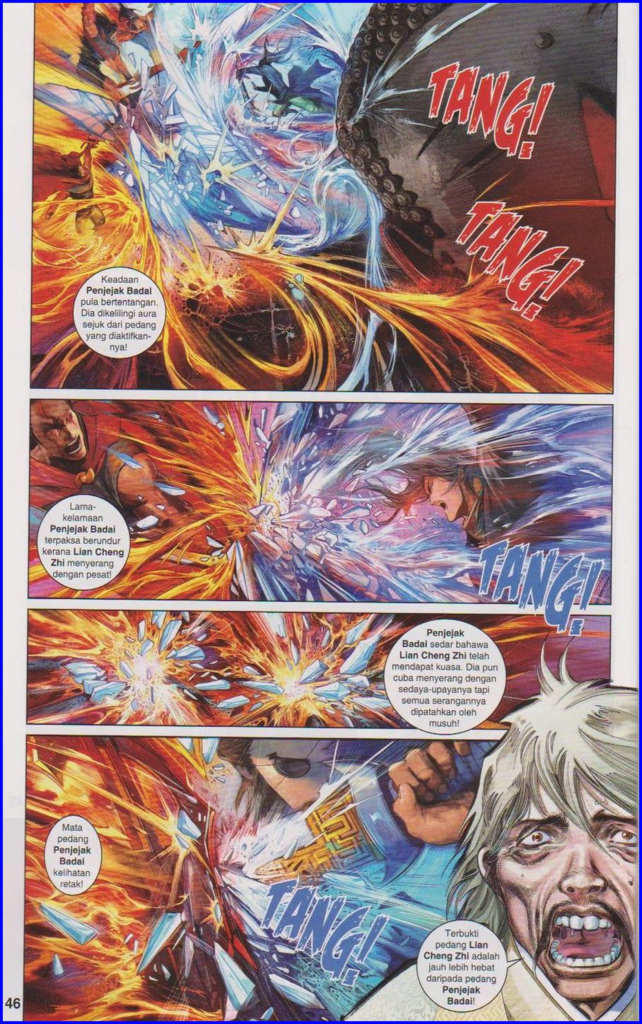 TANG!
TANG!
Keadaan
Penjejak Badai
pula bertentangan.
Dia dikelilingi aura
sejuk dari pedang
yang diaktifkan-
nya!
Lama-
kelamaan
Penjejak Badai
terpaksa berundur
kerana Lian Cheng
Zhi menyerang
dengan pesat!
TANG!
Penjejak
Badai sedar bahawa
Lian Cheng Zhi telah
mendapat kuasa. Dia pun
cuba menyerang dengan
sedaya-upayanya tapi
semua serangannya
dipatahkan oleh
musuh!
Mata
pedang
Penjejak
Badai
kelihatan
retak!
TANG!
Terbukti
pedang Lian
Cheng Zhi adalah
jauh lebih hebat
daripada pedang
Penjejak
Badai!
46